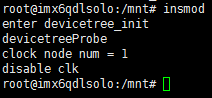 root@imx6qdlsolo:/mnt# insmod
enter devicetree_init
devicetreeProbe
clock node num = 1
disable clk
root@imx6qdlsolo:/mnt#